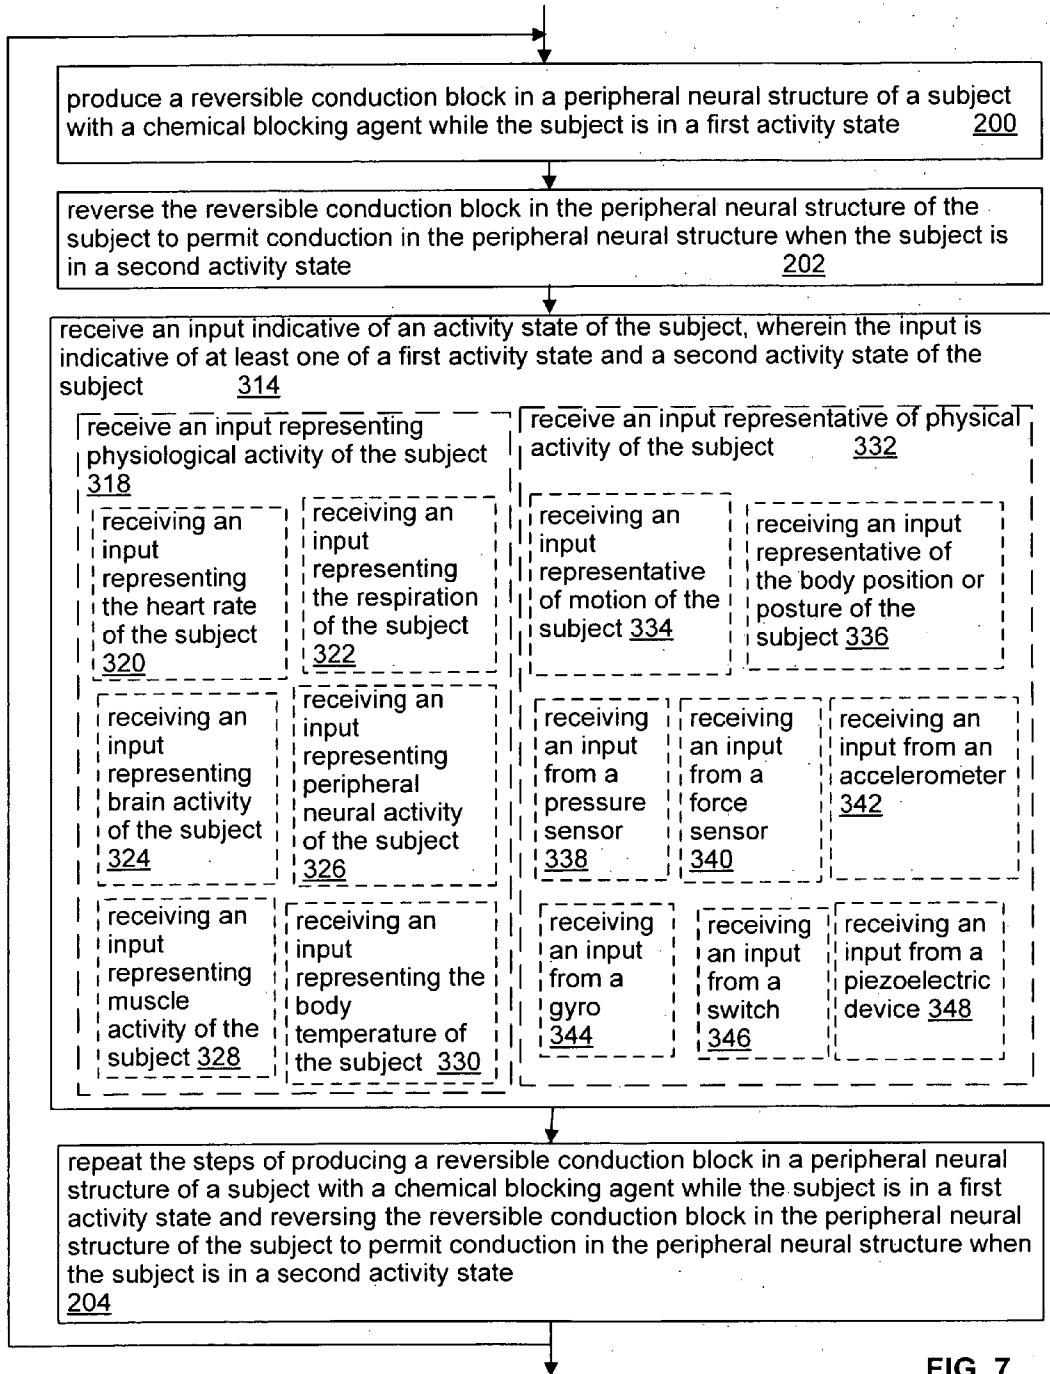 produce a reversible conduction block in a peripheral neural structure of a subject
with a chemical blocking agent while the subject is in a first activity state 200
reverse the reversible conduction block in the peripheral neural structure of the
subject to permit conduction in the peripheral neural structure when the subject is
in a second activity state 202
receive an input indicative of an activity state of the subject, wherein the input is
indicative of at least one of a first activity state and a second activity state of the
subject 314
receive an input representing
physiological activity of the subject
318
receiving an
input
representing
the heart rate
of the subject
320
receiving an
input
representing
the respiration
of the subject
322
receiving an
input
representing
brain activity
of the subject
324
receiving an
input
representing
peripheral
neural activity
of the subject
326
receiving an
input
representing
muscle
activity of the
subject 328
receiving an
input
representing the
body
temperature of
the subject 330
receive an input representative of physical
activity of the subject 332
receiving an
input
representative
of motion of the
subject 334
receiving an input
representative of
the body position or
posture of the
subject 336
receiving
an input
from a
pressure
sensor
338
receiving
an input
from a
force
sensor
340
receiving an
input from an
accelerometer
342
receiving
an input
from a
gyro
344
receiving
an input
from a
switch
346
receiving an
input from a
piezoelectric
device 348
repeat the steps of producing a reversible conduction block in a peripheral neural
structure of a subject with a chemical blocking agent while the subject is in a first
activity state and reversing the reversible conduction block in the peripheral neural
structure of the subject to permit conduction in the peripheral neural structure when
the subject is in a second activity state
204
FIG. 7